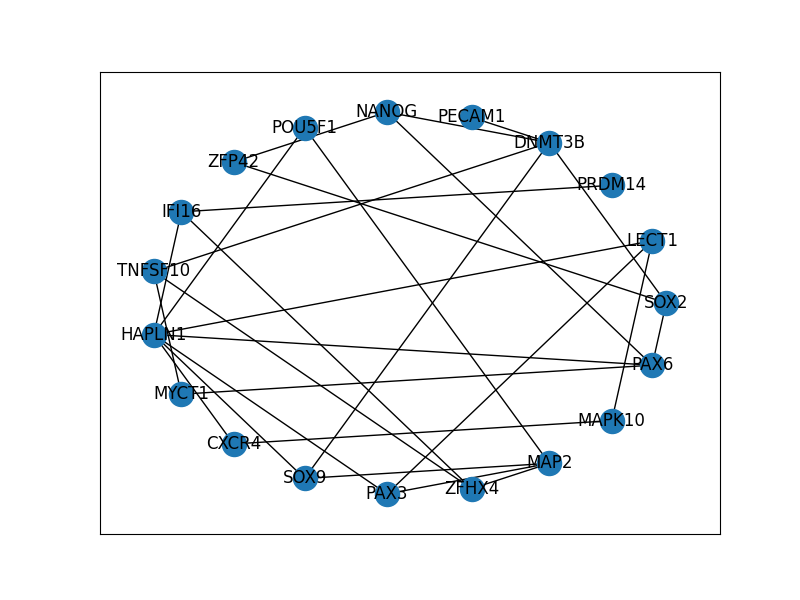 NANOG
PECAM1
POU5F1
DNMT3B
ZFP42
PRDM14
IFI16
LECT1
TNFSF10
SOX2
HAPLN1
PAX6
MYCT1
MAPK10
CXCR4
MAP2
SOX9
ZFHX4
PAX3